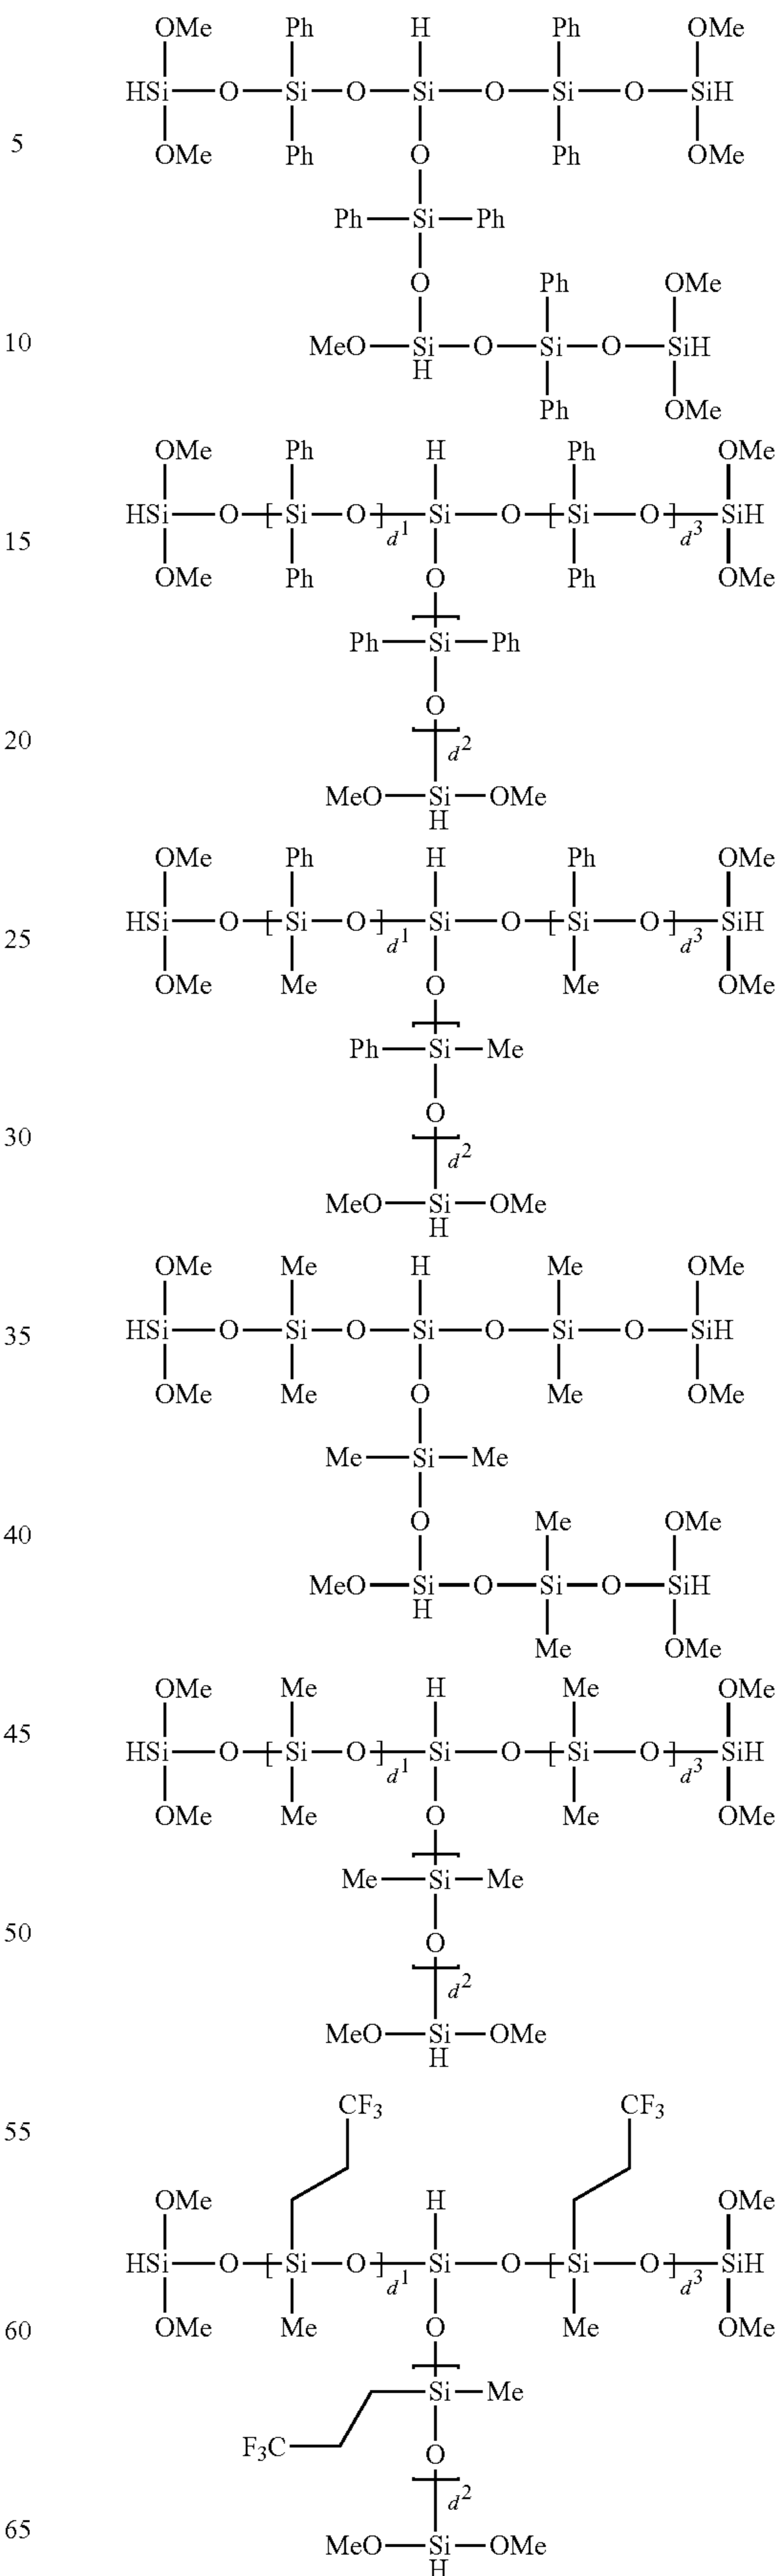 OMe Ph H Ph OMe
HSi O Si O Si O Si O SiH
5
OMe Ph O Ph OMe
Ph Si Ph
O Ph OMe
10
MeO Si O Si O SiH
H
Ph OMe
OMe Ph H Ph OMe
HSi O [ Si O ] d1 Si O [ Si O ] d3 SiH
15
OMe Ph O Ph OMe
Ph Si Ph
O
20
d2
MeO Si OMe
H
OMe Ph H Ph OMe
HSi O [ Si O ] d1 Si O [ Si O ] d3 SiH
25
OMe Me O Me OMe
Ph Si Me
O
30
d2
MeO Si OMe
H
OMe Me H Me OMe
HSi O Si O Si O Si O SiH
35
OMe Me O Me OMe
Me Si Me
O Me OMe
40
MeO Si O Si O SiH
H
Me OMe
OMe Me H Me OMe
45
HSi O [ Si O ] d1 Si O [ Si O ] d3 SiH
OMe Me O Me OMe
Me Si Me
50
O
d2
MeO Si OMe
H
CF3 CF3
55
OMe H OMe
HSi O [ Si O ] d1 Si O [ Si O ] d3 SiH
OMe Me O Me OMe
60
Si Me
F3C O
d2
65
MeO Si OMe
H